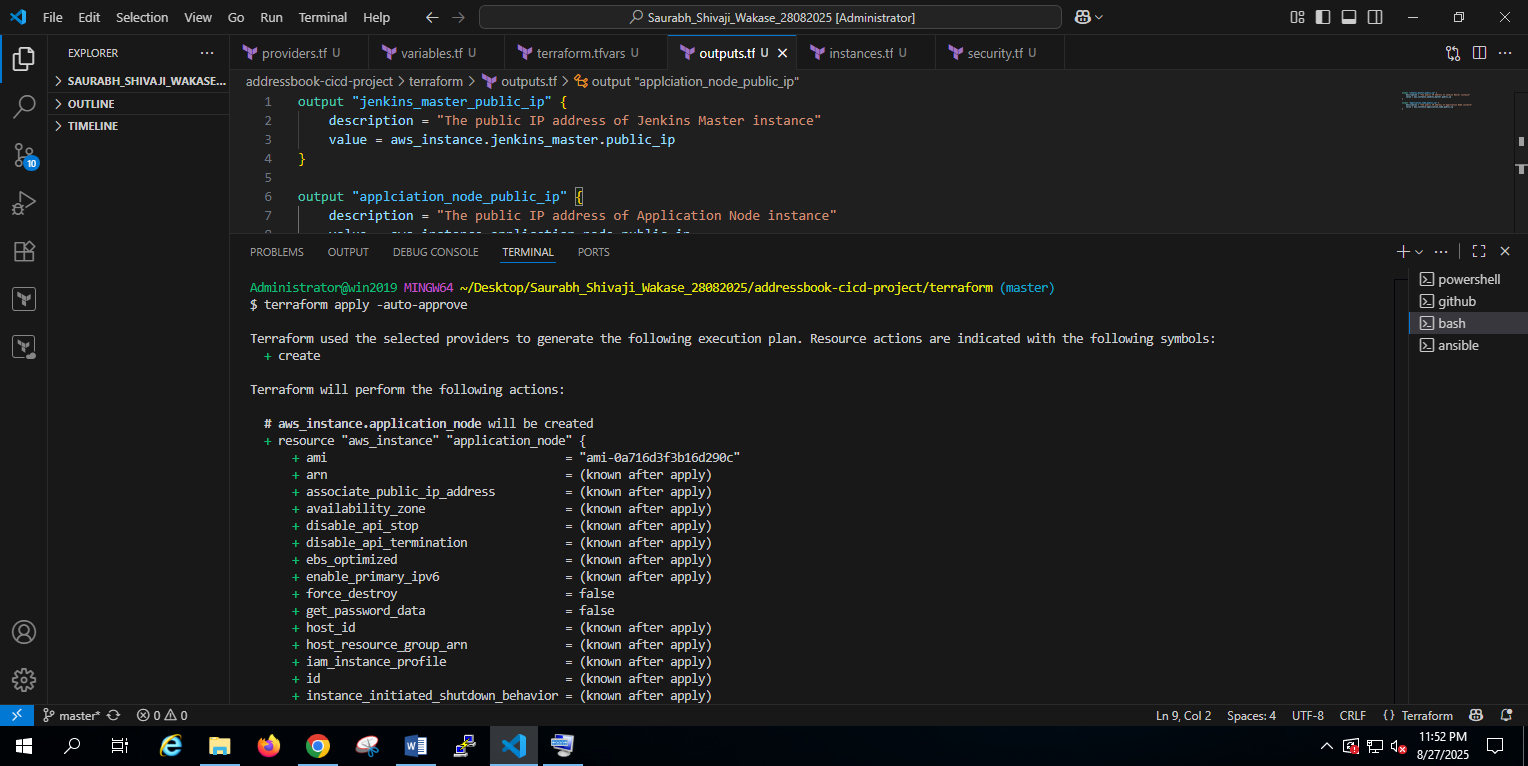 File Edit Selection View Go Run Terminal Help
Saurabh_Shivaji_Wakase_28082025 [Administrator]
EXPLORER
SAURABH_SHIVAJI_WAKASE...
OUTLINE
TIMELINE
10
providers.tf U
variables.tf U
terraform.tfvars U
outputs.tf U
instances.tf U
security.tf U
addressbook-cicd-project > terraform > outputs.tf > output "applciation_node_public_ip"
1 output "jenkins_master_public_ip" {
2 description = "The public IP address of Jenkins Master instance"
3 value = aws_instance.jenkins_master.public_ip
4 }
5
6 output "applciation_node_public_ip" {
7 description = "The public IP address of Application Node instance"
8 value = aws_instance.application_node.public_ip
PROBLEMS OUTPUT DEBUG CONSOLE TERMINAL PORTS
Administrator@win2019 MINGW64 ~/Desktop/Saurabh_Shivaji_Wakase_28082025/addressbook-cicd-project/terraform (master)
$ terraform apply -auto-approve
Terraform used the selected providers to generate the following execution plan. Resource actions are indicated with the following symbols:
+ create
Terraform will perform the following actions:
# aws_instance.application_node will be created
+ resource "aws_instance" "application_node" {
+ ami = "ami-0a716d3f3b16d290c"
+ arn = (known after apply)
+ associate_public_ip_address = (known after apply)
+ availability_zone = (known after apply)
+ disable_api_stop = (known after apply)
+ disable_api_termination = (known after apply)
+ ebs_optimized = (known after apply)
+ enable_primary_ipv6 = (known after apply)
+ force_destroy = false
+ get_password_data = false
+ host_id = (known after apply)
+ host_resource_group_arn = (known after apply)
+ iam_instance_profile = (known after apply)
+ id = (known after apply)
+ instance_initiated_shutdown_behavior = (known after apply)
powershell
github
bash
ansible
master* 0 0
Ln 9, Col 2 Spaces: 4 UTF-8 CRLF {} Terraform
11:52 PM
8/27/2025